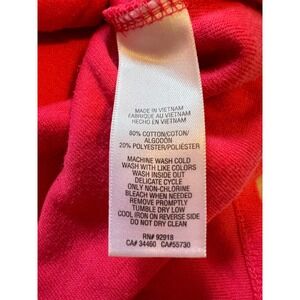 MADE IN VIETNAM
FABRIQUÉ AU VIETNAM
HECHO EN VIETNAM
80% COTTON/COTON/
ALGODÓN
20% POLYESTER/POLIÉSTER
MACHINE WASH COLD
WASH WITH LIKE COLORS
WASH INSIDE OUT
DELICATE CYCLE
ONLY NON-CHLORINE
BLEACH WHEN NEEDED
REMOVE PROMPTLY
TUMBLE DRY LOW
COOL IRON ON REVERSE SIDE
DO NOT DRY CLEAN
RN# 92918
CA# 34460 CA#55730